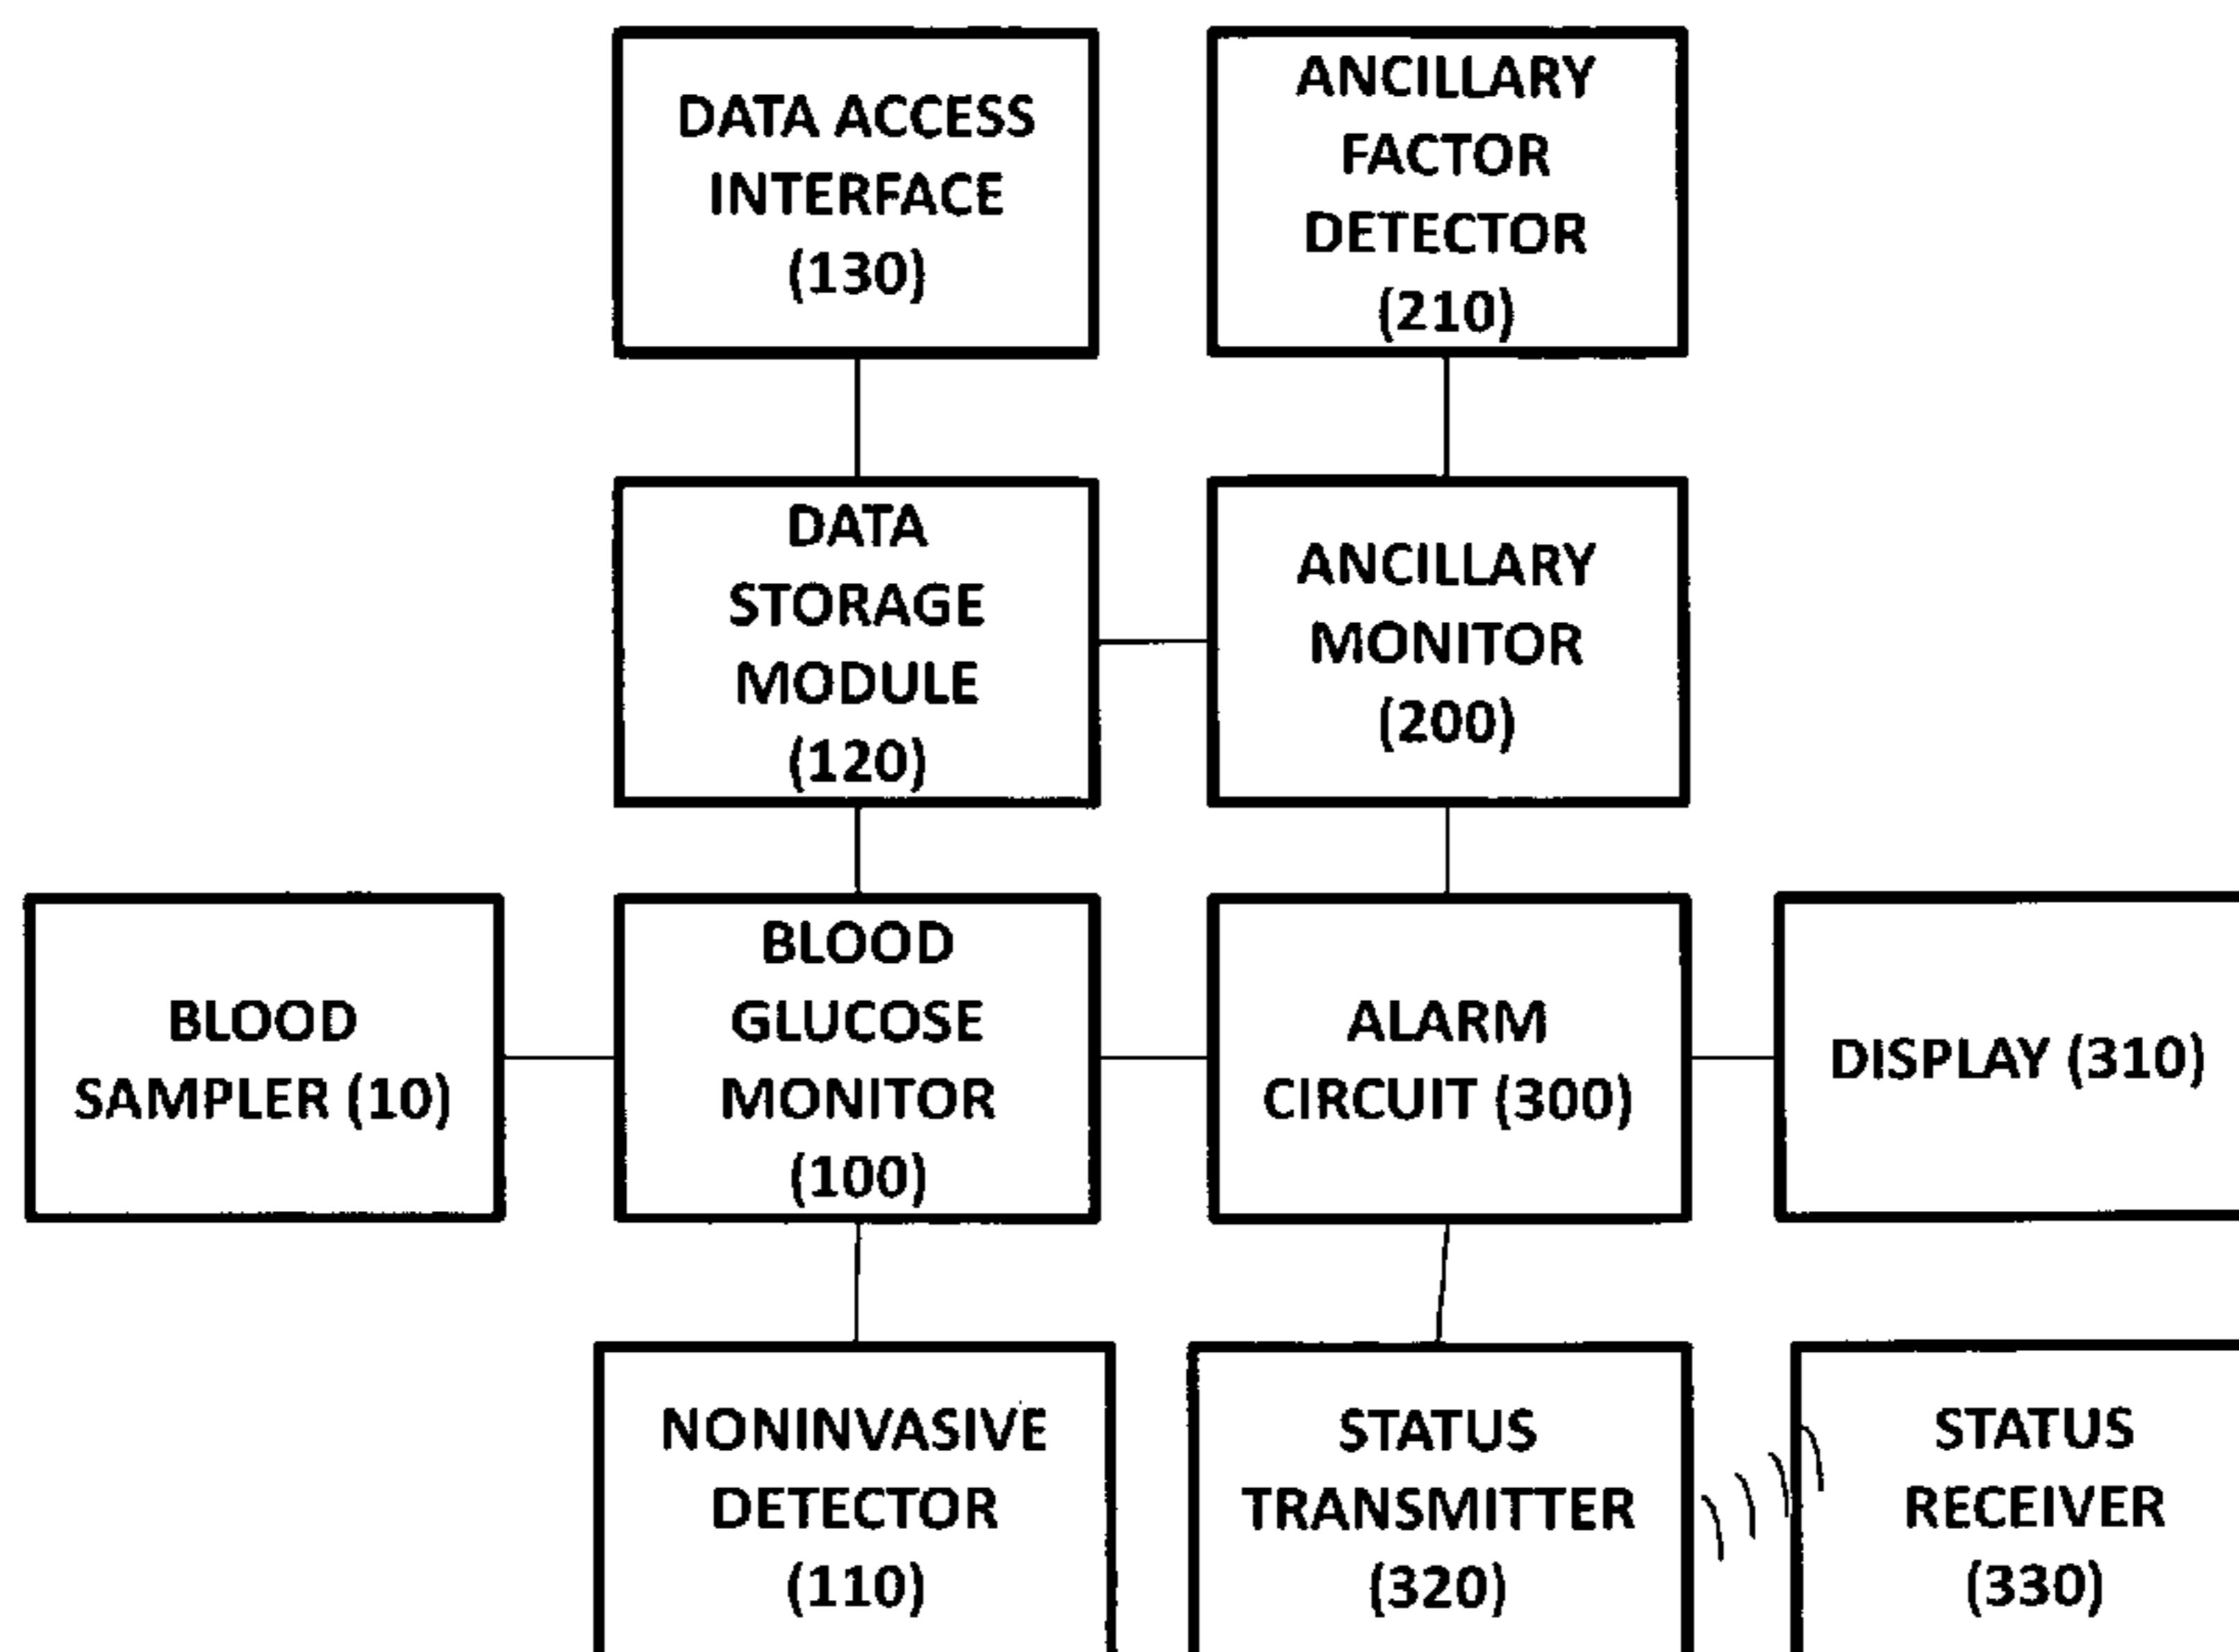 DATA ACCESS
INTERFACE
(130)
ANCILLARY
FACTOR
DETECTOR
(210)
DATA
STORAGE
MODULE
(120)
ANCILLARY
MONITOR
(200)
BLOOD
SAMPLER (10)
BLOOD
GLUCOSE
MONITOR
(100)
ALARM
CIRCUIT (300)
DISPLAY (310)
NONINVASIVE
DETECTOR
(110)
STATUS
TRANSMITTER
(320)
STATUS
RECEIVER
(330)